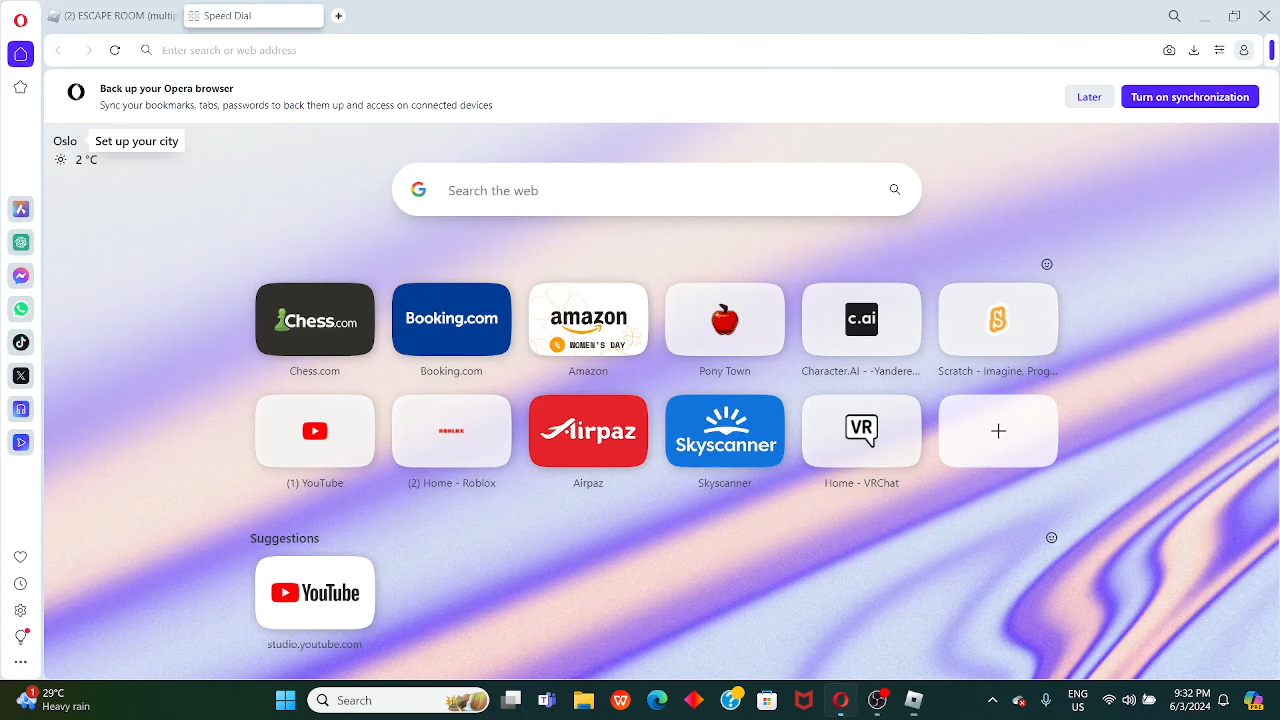 (2) ESCAPE ROOM (multip
Speed Dial
Enter search or web address
Back up your Opera browser
Sync your bookmarks, tabs, passwords to back them up and access on connected devices
Later
Turn on synchronization
Oslo
Set up your city
2 °C
Search the web
Chess.com
Booking.com
amazon
WOMEN'S DAY
c.ai
Chess.com
Booking.com
Amazon
Pony Town
Character.AI - -Yandere...
Scratch - Imagine, Prog...
ROBLOX
Airpaz
Skyscanner
VR
(1) YouTube
(2) Home - Roblox
Airpaz
Skyscanner
Home - VRChat
Suggestions
YouTube
studio.youtube.com
1
29°C
Heavy rain
Search
ENG
US
9:32 PM
6/3/2024